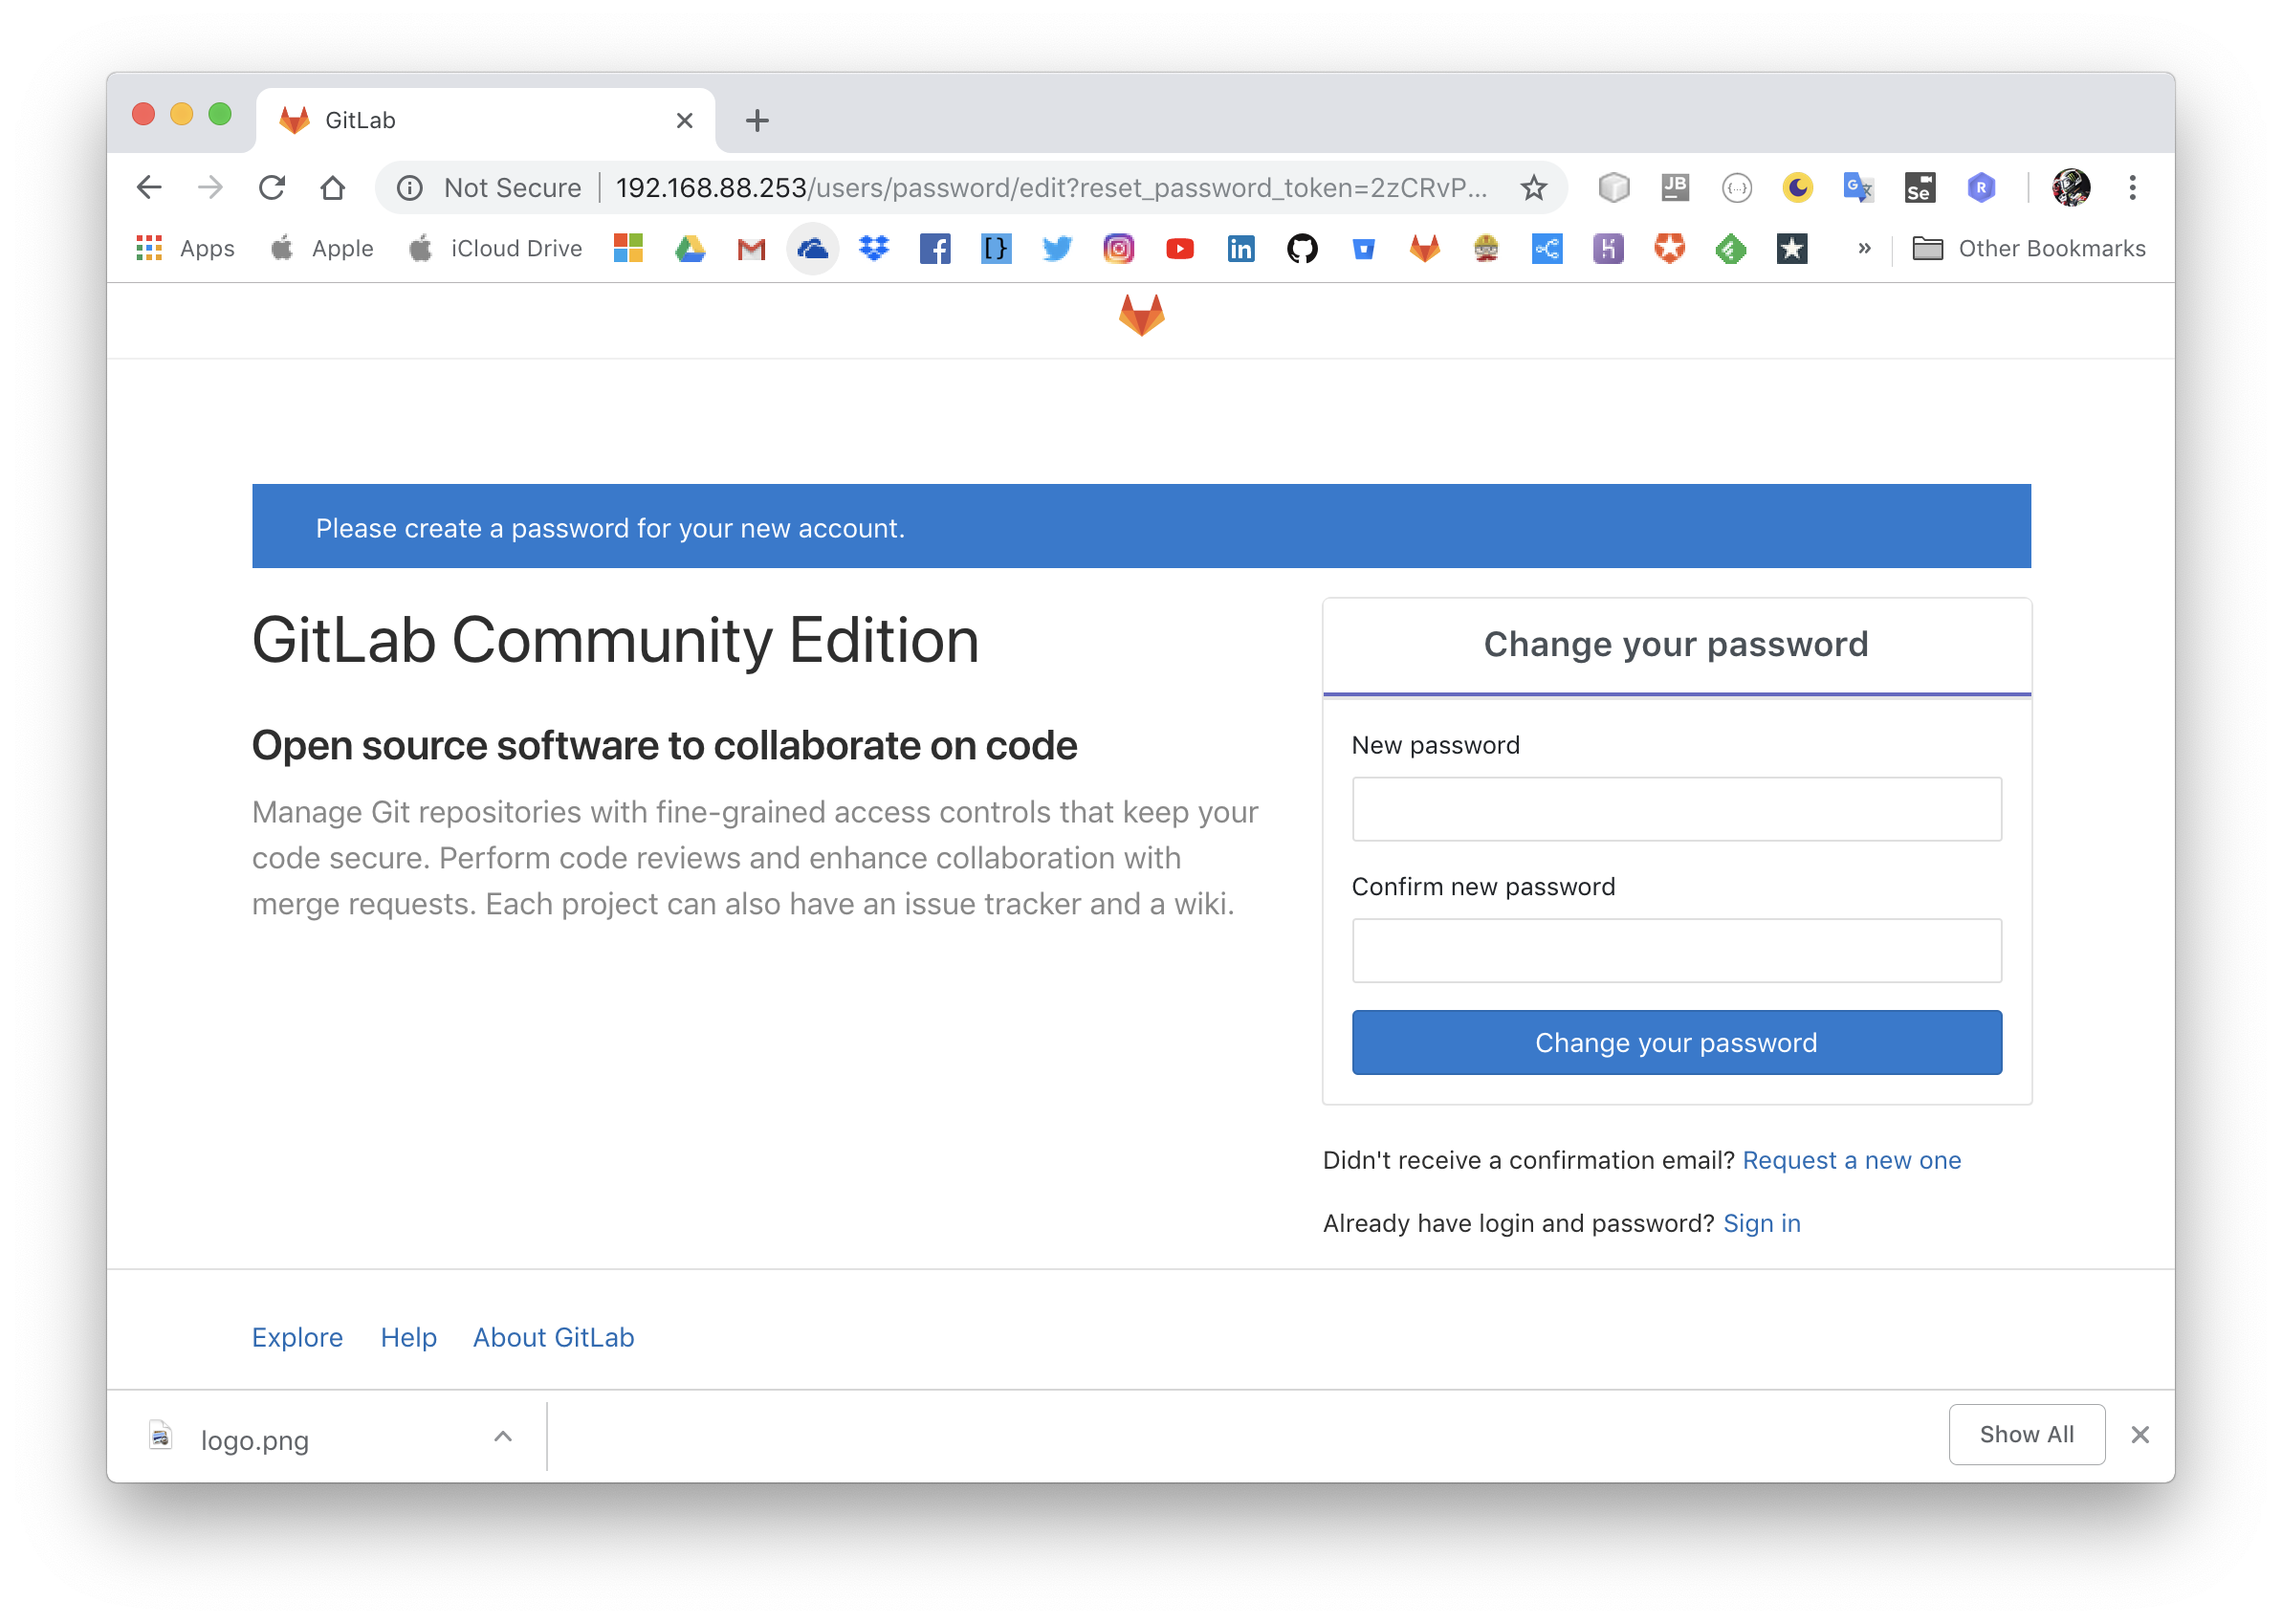 GitLab
Not Secure 192.168.88.253/users/password/edit?reset_password_token=2zCRvP...
JB
{...}
G
Se
R
Apps Apple iCloud Drive Other Bookmarks
Please create a password for your new account.
GitLab Community Edition
Open source software to collaborate on code
Manage Git repositories with fine-grained access controls that keep your
code secure. Perform code reviews and enhance collaboration with
merge requests. Each project can also have an issue tracker and a wiki.
Change your password
New password
Confirm new password
Change your password
Didn't receive a confirmation email? Request a new one
Already have login and password? Sign in
Explore Help About GitLab
logo.png
Show All